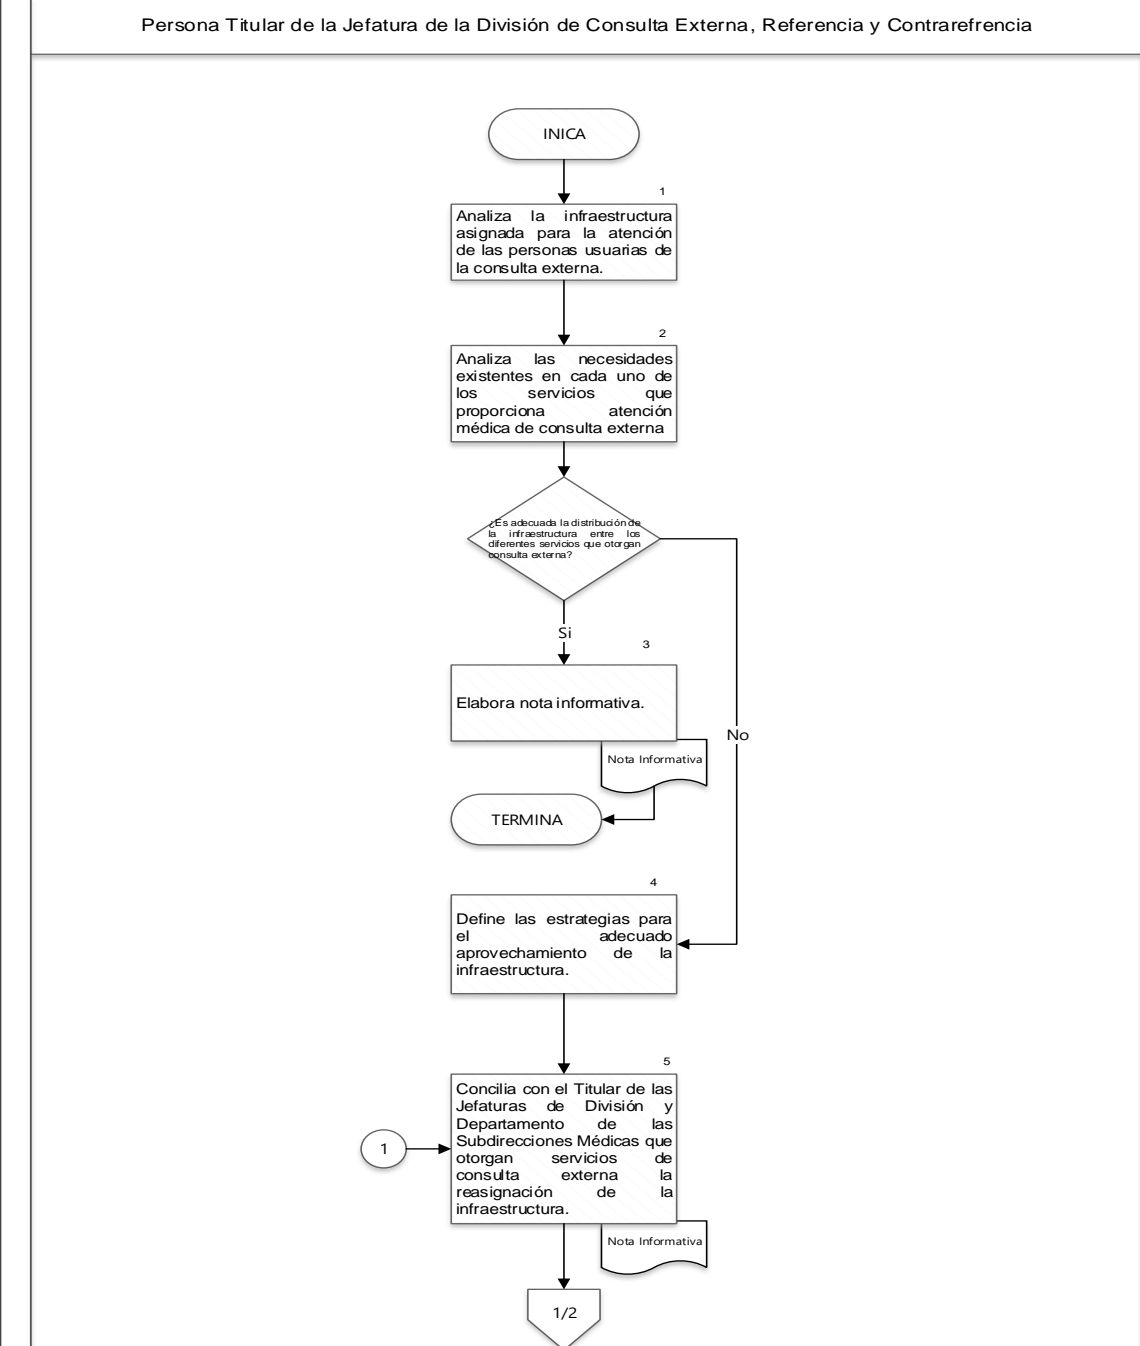 Persona Titular de la Jefatura de la División de Consulta Externa, Referencia y Contrarefrencia
INICA
1
Analiza la infraestructura
asignada para la atención
de las personas usuarias de
la consulta externa.
2
Analiza las necesidades
existentes en cada uno de
los servicios que
proporciona atención
médica de consulta externa
¿Es adecuada la distribución de
la infraestructura entre los
diferentes servicios que otorgan
consulta externa?
Si
3
Elabora nota informativa.
No
Nota Informativa
TERMINA
4
Define las estrategias para
el adecuado
aprovechamiento de la
infraestructura.
5
Concilia con el Titular de las
Jefaturas de División y
Departamento de las
Subdirecciones Médicas que
otorgan servicios de
consulta externa la
reasignación de la
infraestructura.
1
Nota Informativa
1/2